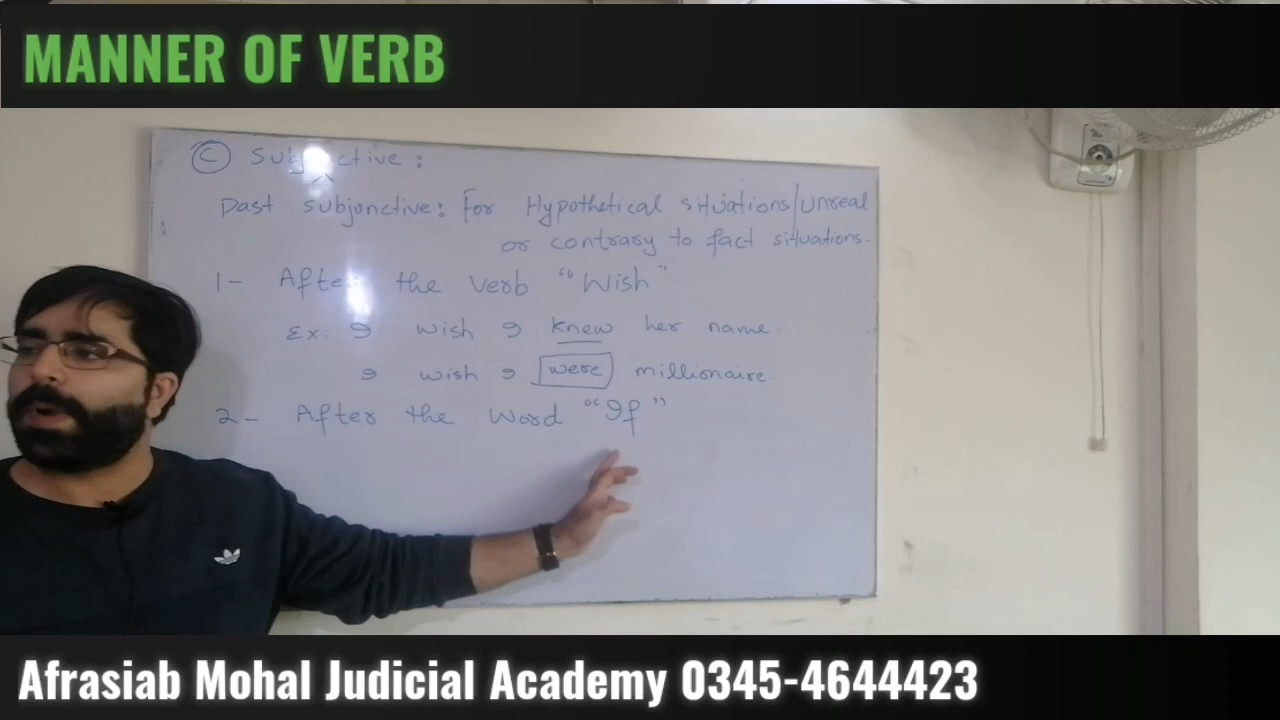 MANNER OF VERB
Ⓒ Subjective:
Past subjonctive: For Hypothetical situations/Unreal
or contrary to fact situations.
1- After the verb "Wish"
Ex: I wish I knew her name.
I wish I were millionaire.
2- After the word "If"
Afrasiab Mohal Judicial Academy 0345-4644423